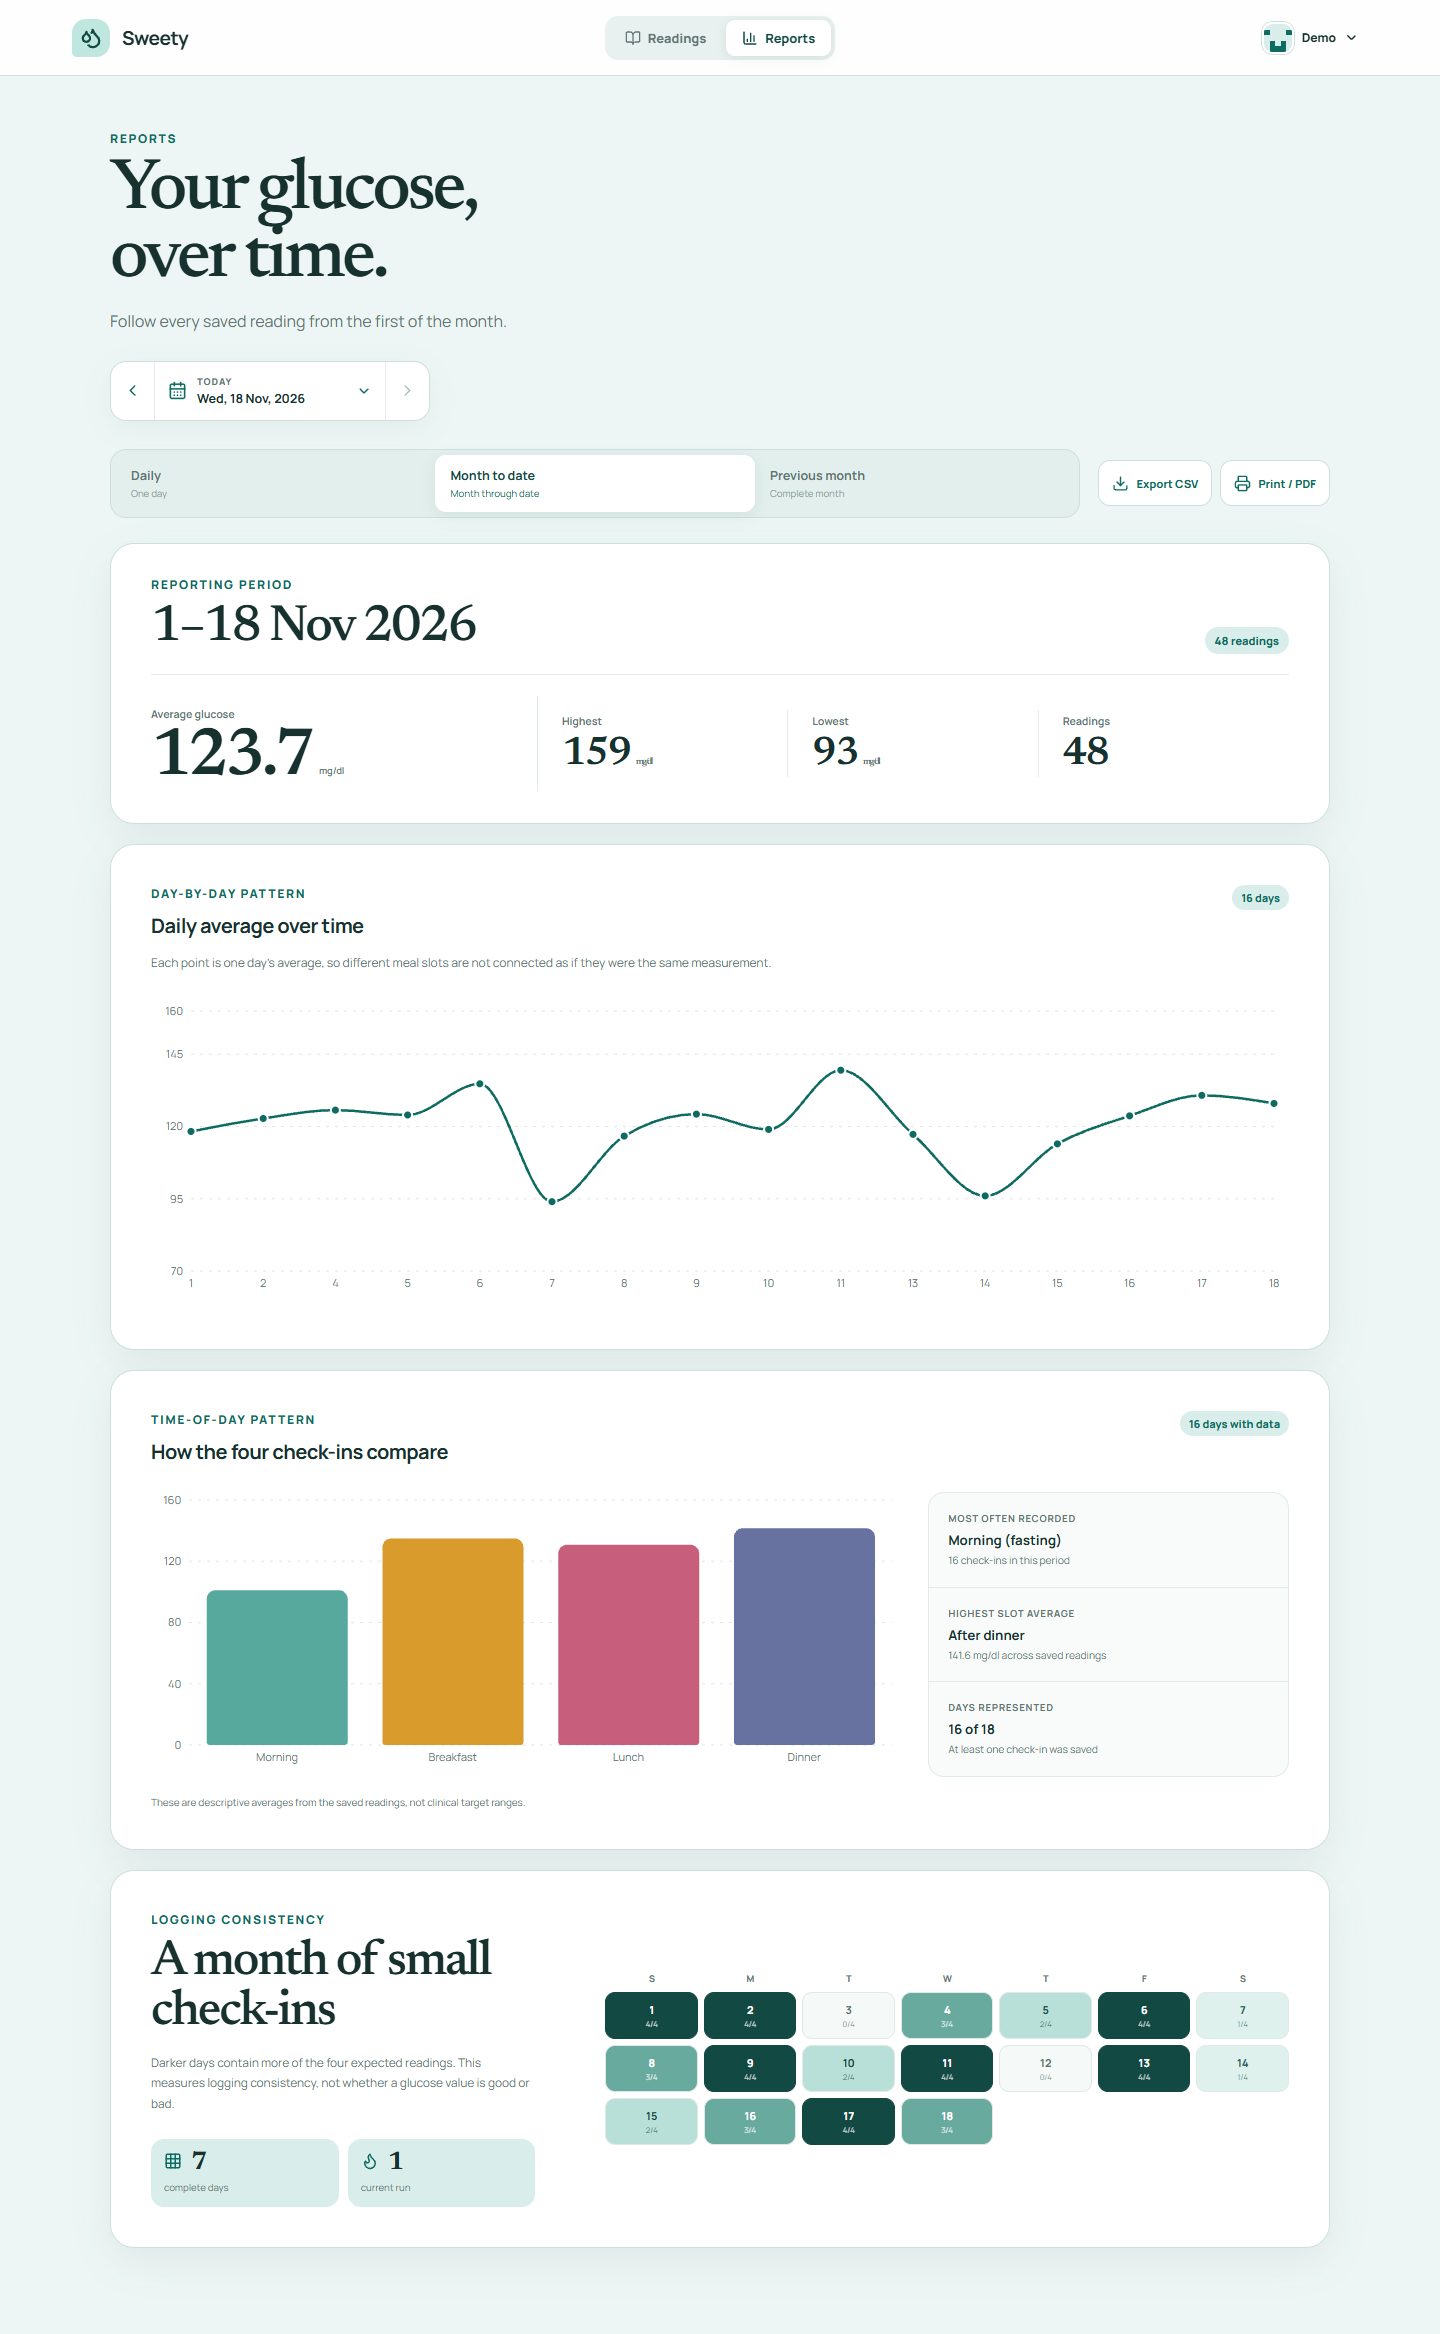 Sweety
Readings
Reports
Demo
REPORTS
Your glucose,
over time.
Follow every saved reading from the first of the month.
TODAY
Wed, 18 Nov, 2026
Daily
One day
Month to date
Month through date
Previous month
Complete month
Export CSV
Print / PDF
REPORTING PERIOD
1–18 Nov 2026
48 readings
Average glucose
123.7 mg/dl
Highest
159 mg/dl
Lowest
93 mg/dl
Readings
48
DAY-BY-DAY PATTERN
16 days
Daily average over time
Each point is one day's average, so different meal slots are not connected as if they were the same measurement.
160
145
120
95
70
1 2 4 5 6 7 8 9 10 11 13 14 15 16 17 18
TIME-OF-DAY PATTERN
16 days with data
How the four check-ins compare
160
120
80
40
0
Morning Breakfast Lunch Dinner
MOST OFTEN RECORDED
Morning (fasting)
16 check-ins in this period
HIGHEST SLOT AVERAGE
After dinner
141.6 mg/dl across saved readings
DAYS REPRESENTED
16 of 18
At least one check-in was saved
These are descriptive averages from the saved readings, not clinical target ranges.
LOGGING CONSISTENCY
A month of small
check-ins
Darker days contain more of the four expected readings. This
measures logging consistency, not whether a glucose value is good or
bad.
7
complete days
1
current run
S M T W T F S
1 2 3 4 5 6 7
4/4 4/4 0/4 3/4 2/4 4/4 1/4
8 9 10 11 12 13 14
3/4 4/4 2/4 4/4 0/4 4/4 1/4
15 16 17 18
2/4 3/4 4/4 3/4